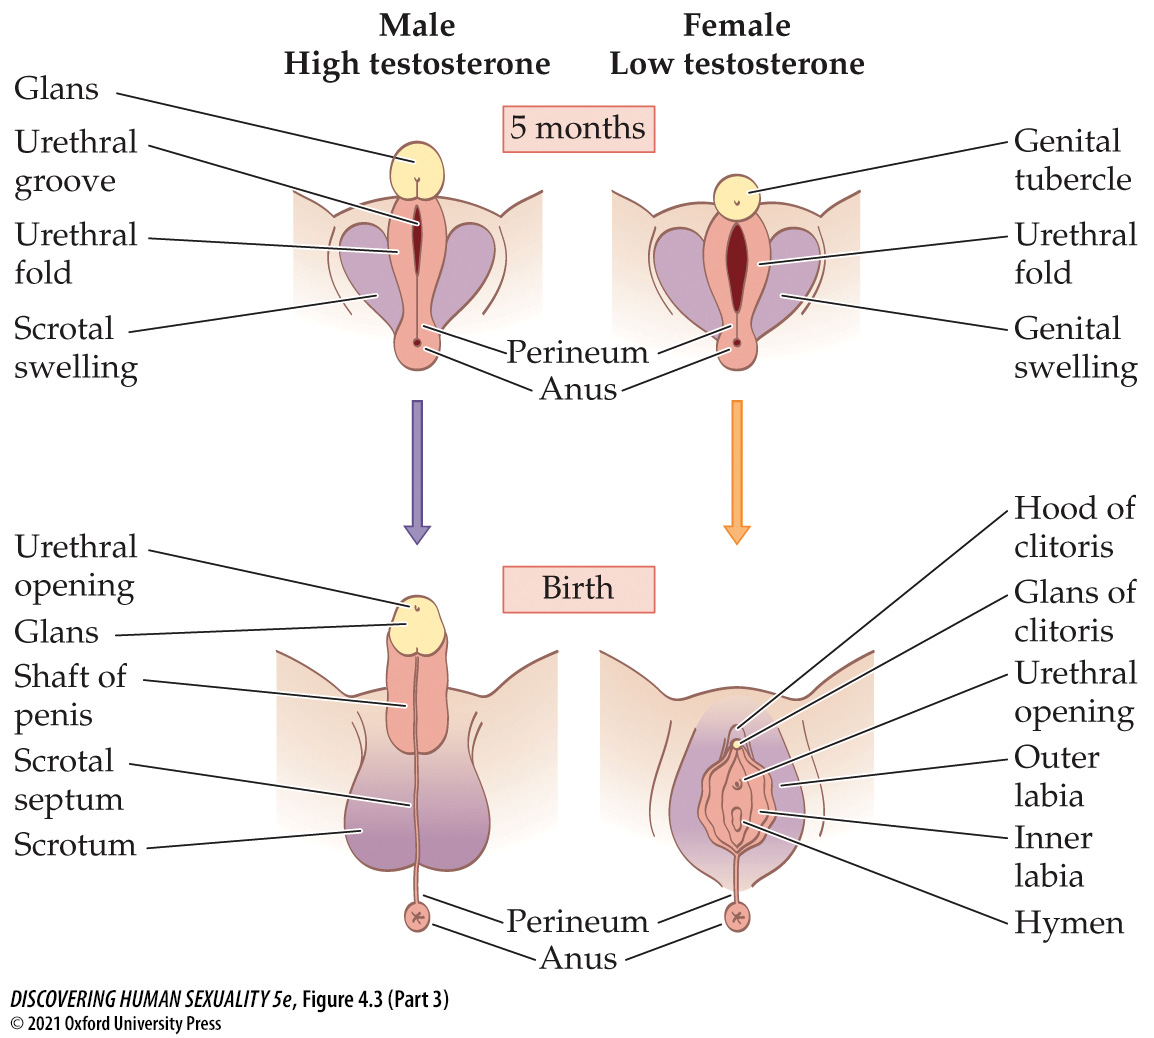 Male
High testosterone
Female
Low testosterone
5 months
Glans
Urethral
groove
Urethral
fold
Scrotal
swelling
Genital
tubercle
Urethral
fold
Genital
swelling
Perineum
Anus
Birth
Urethral
opening
Glans
Shaft of
penis
Scrotal
septum
Scrotum
Hood of
clitoris
Glans of
clitoris
Urethral
opening
Outer
labia
Inner
labia
Hymen
Perineum
Anus
DISCOVERING HUMAN SEXUALITY 5e, Figure 4.3 (Part 3)
© 2021 Oxford University Press